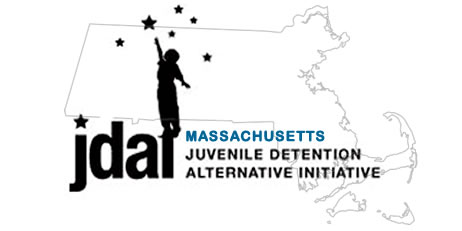 jdai
MASSACHUSETTS
JUVENILE DETENTION
ALTERNATIVE INITIATIVE